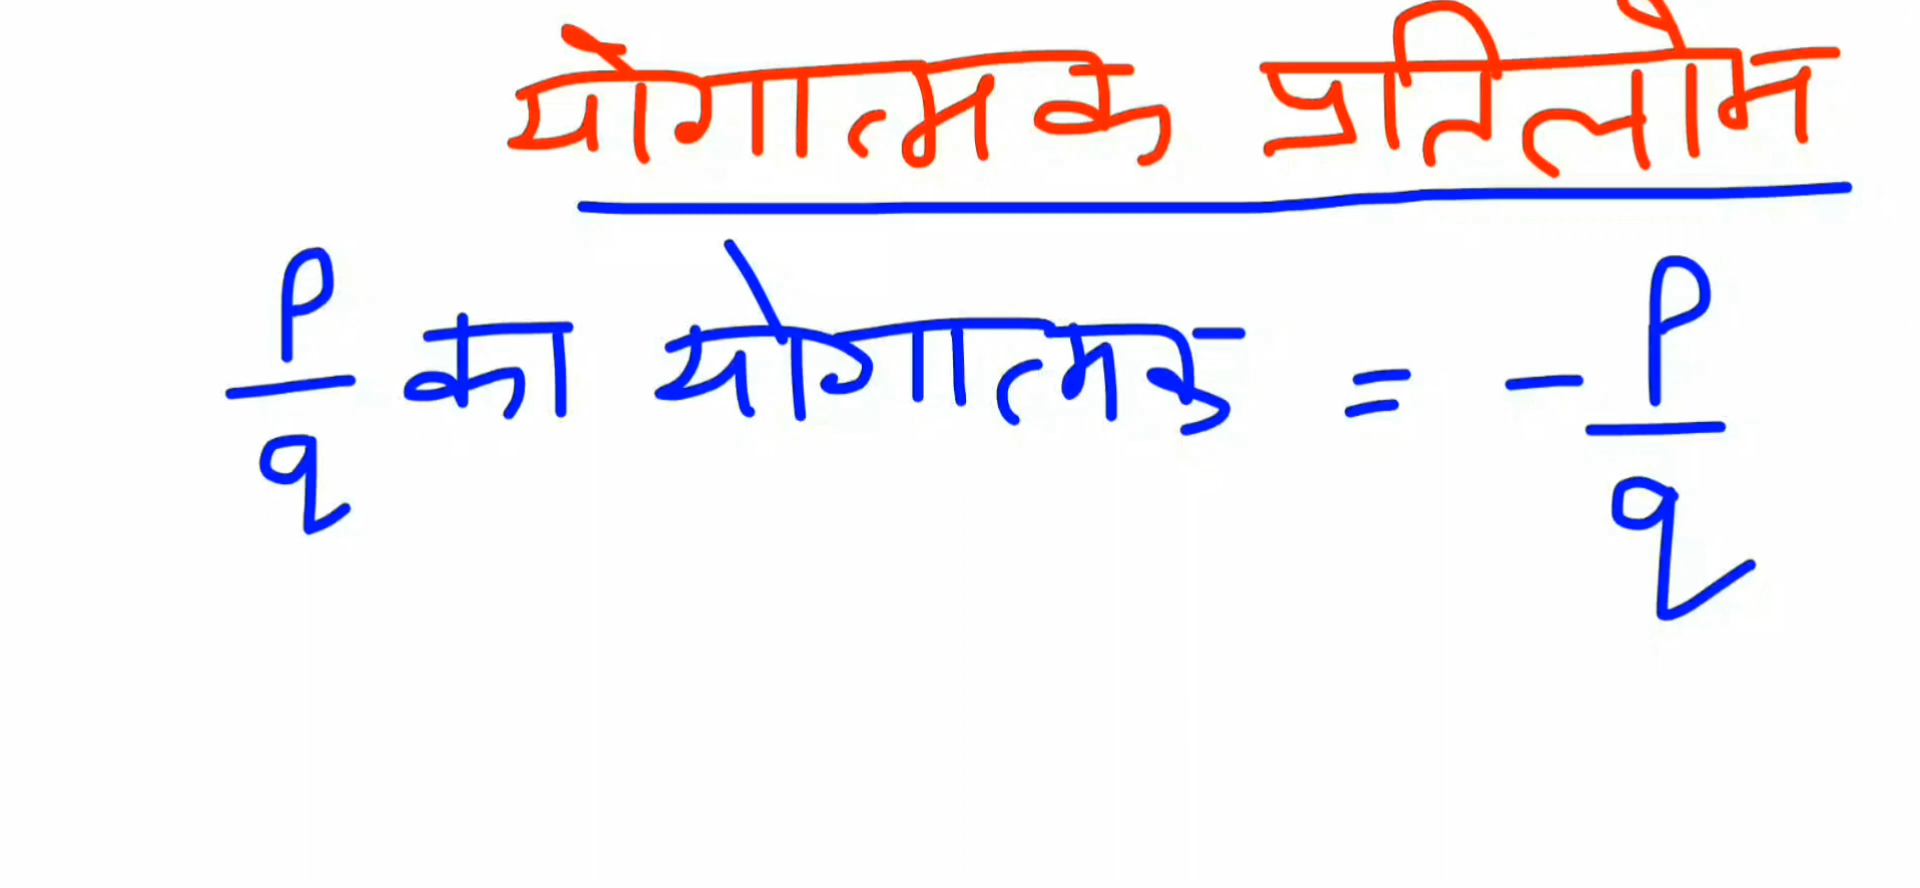 योगात्मक प्रतिलोम
p/q का योगात्मक = -p/q